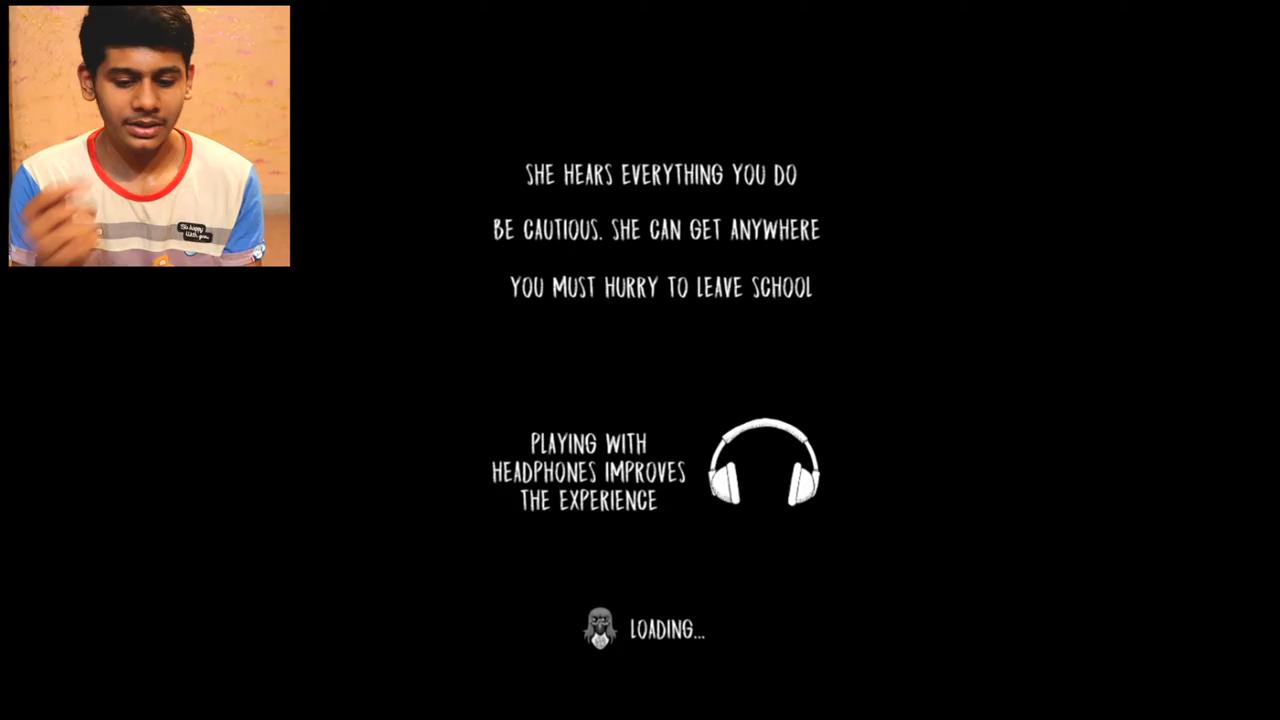 SHE HEARS EVERYTHING YOU DO
BE CAUTIOUS. SHE CAN GET ANYWHERE
YOU MUST HURRY TO LEAVE SCHOOL
PLAYING WITH
HEADPHONES IMPROVES
THE EXPERIENCE
LOADING...